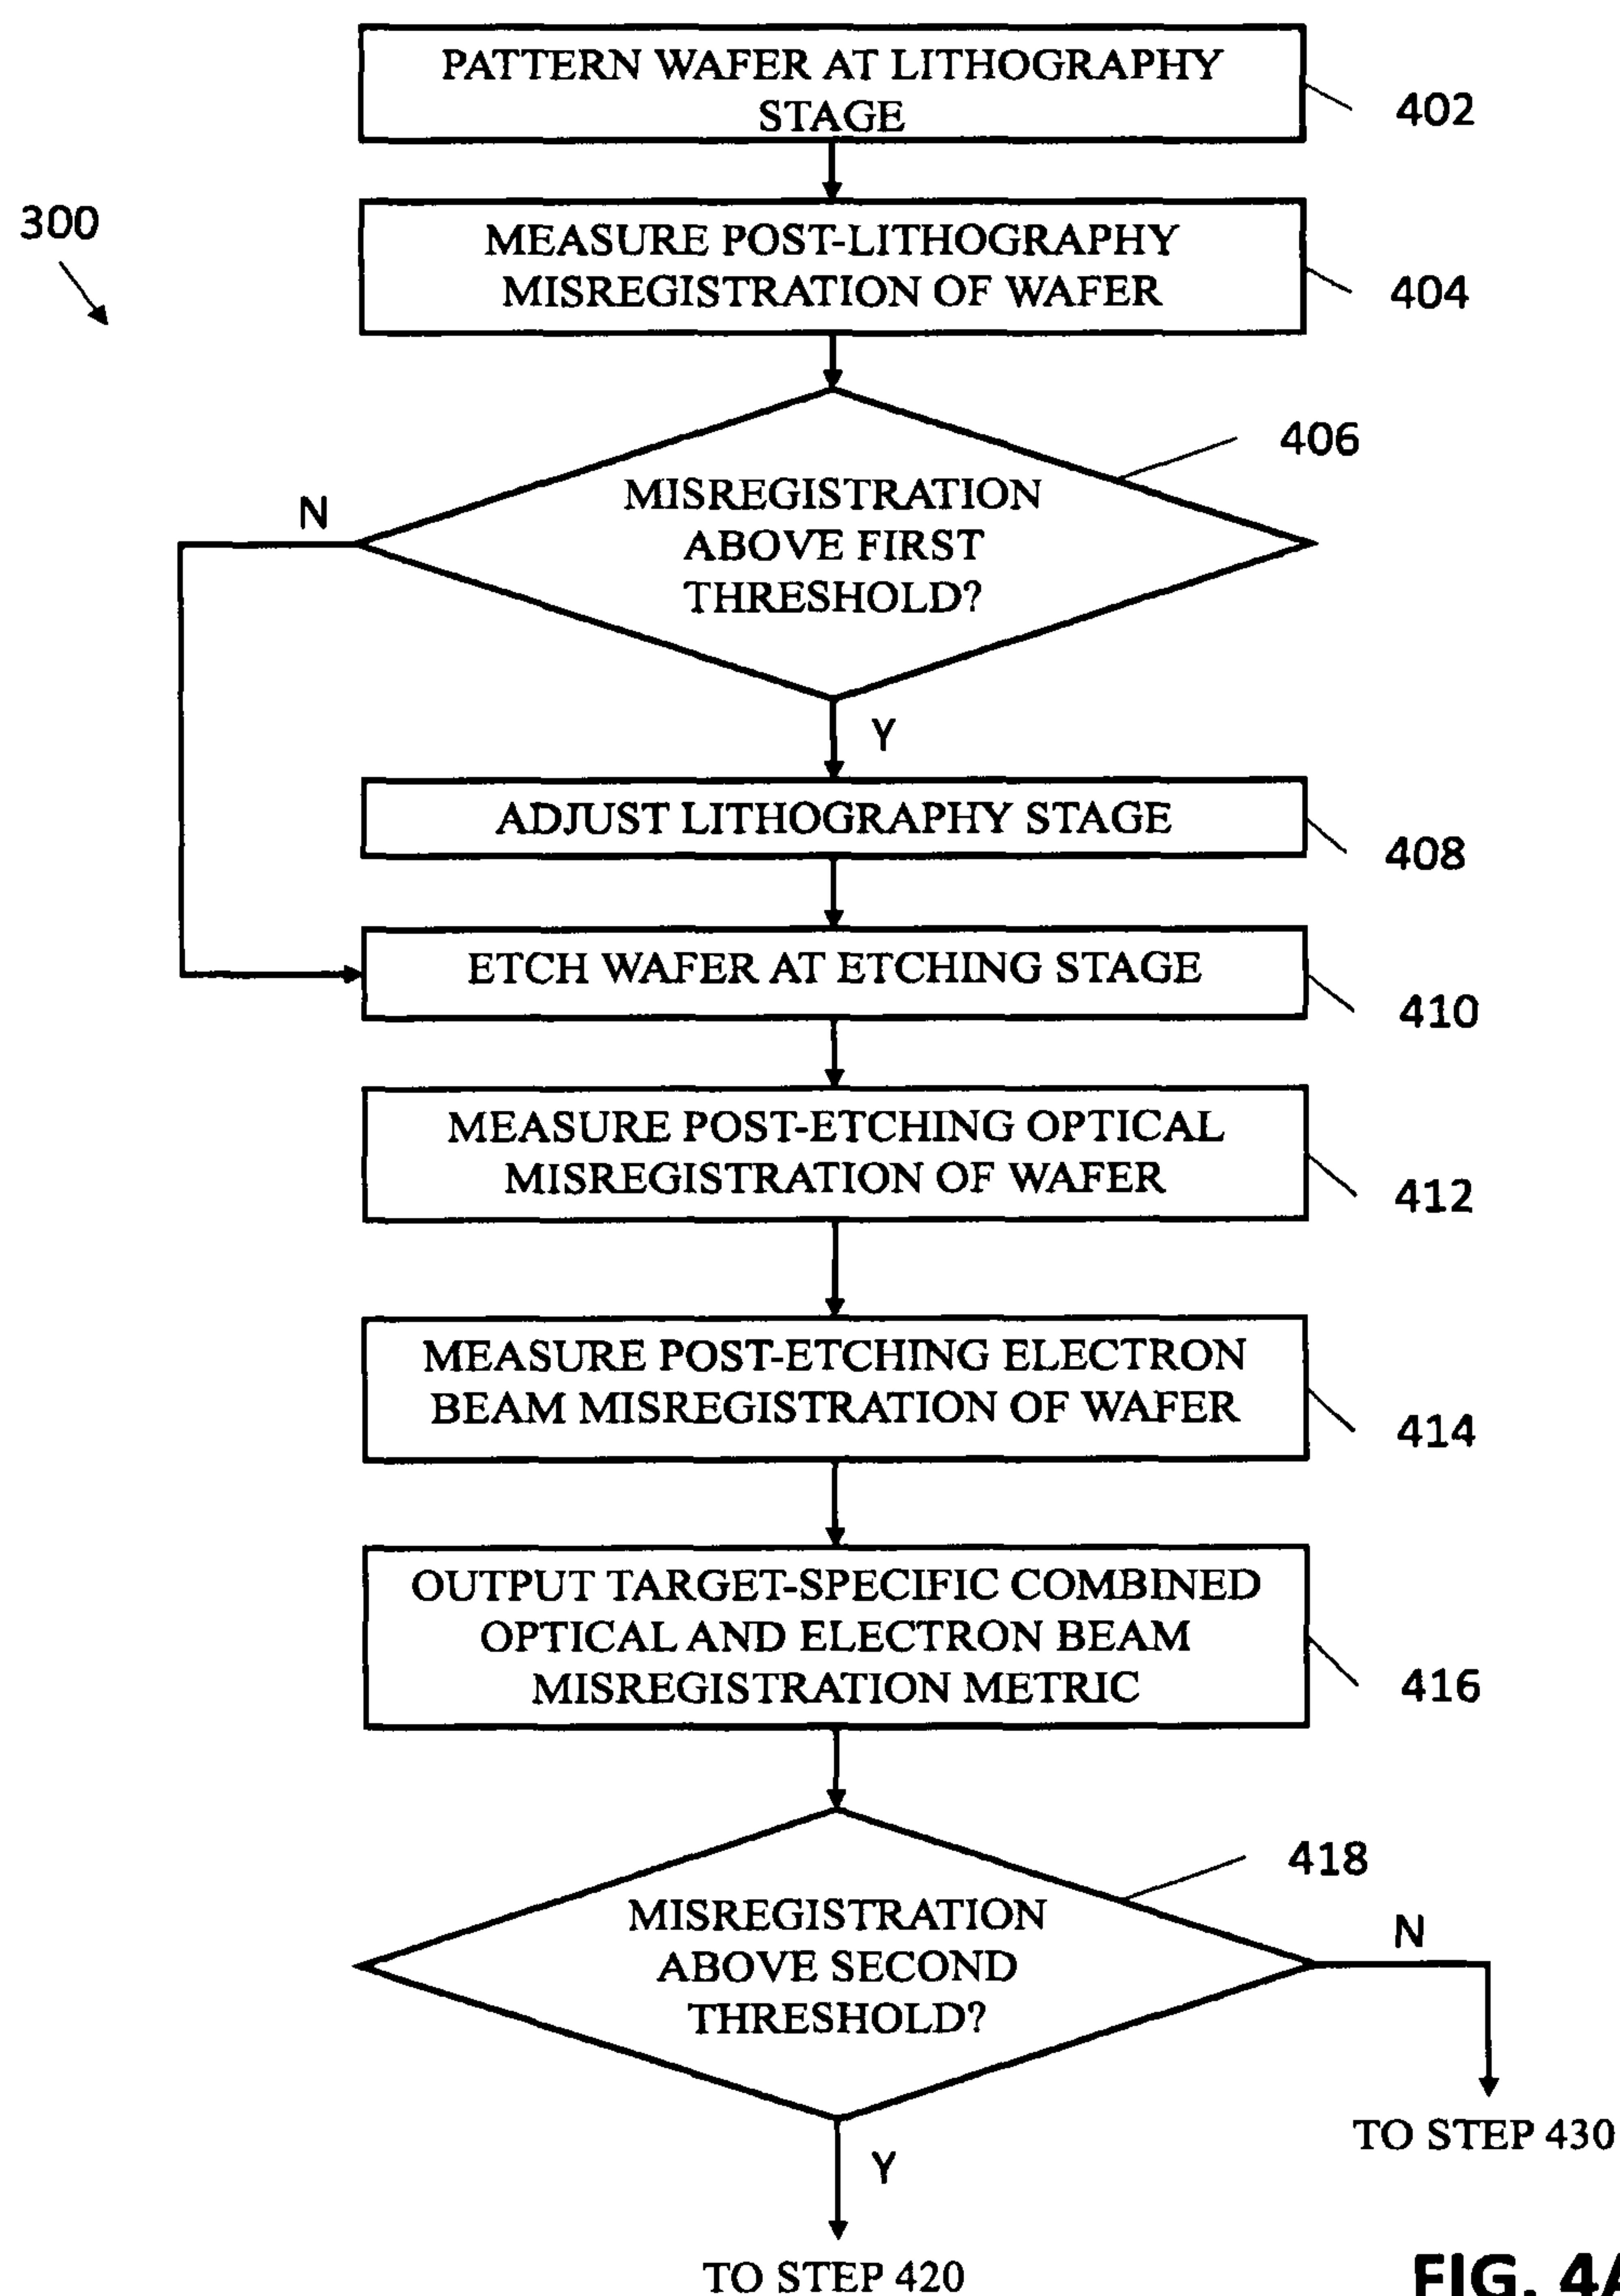 PATTERN WAFER AT LITHOGRAPHY
STAGE
402
300
MEASURE POST-LITHOGRAPHY
MISREGISTRATION OF WAFER
404
406
N
MISREGISTRATION
ABOVE FIRST
THRESHOLD?
Y
ADJUST LITHOGRAPHY STAGE
408
ETCH WAFER AT ETCHING STAGE
410
MEASURE POST-ETCHING OPTICAL
MISREGISTRATION OF WAFER
412
MEASURE POST-ETCHING ELECTRON
BEAM MISREGISTRATION OF WAFER
414
OUTPUT TARGET-SPECIFIC COMBINED
OPTICAL AND ELECTRON BEAM
MISREGISTRATION METRIC
416
418
MISREGISTRATION
ABOVE SECOND
THRESHOLD?
N
TO STEP 430
Y
TO STEP 420
FIG. 4A